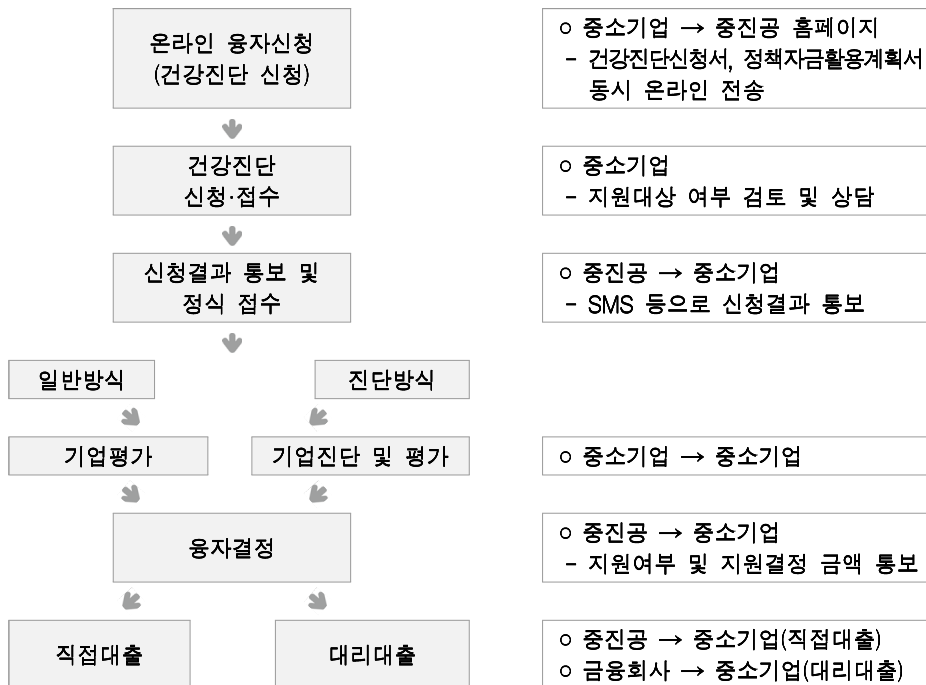 온라인 융자신청
(건강진단 신청)
ㅇ 중소기업 → 중진공 홈페이지
- 건강진단신청서, 정책자금활용계획서
동시 온라인 전송
건강진단
신청·접수
ㅇ 중소기업
- 지원대상 여부 검토 및 상담
신청결과 통보 및
정식 접수
ㅇ 중진공 → 중소기업
- SMS 등으로 신청결과 통보
일반방식
진단방식
기업평가
기업진단 및 평가
ㅇ 중소기업 → 중소기업
융자결정
ㅇ 중진공 → 중소기업
- 지원여부 및 지원결정 금액 통보
직접대출
대리대출
ㅇ 중진공 → 중소기업(직접대출)
ㅇ 금융회사 → 중소기업(대리대출)